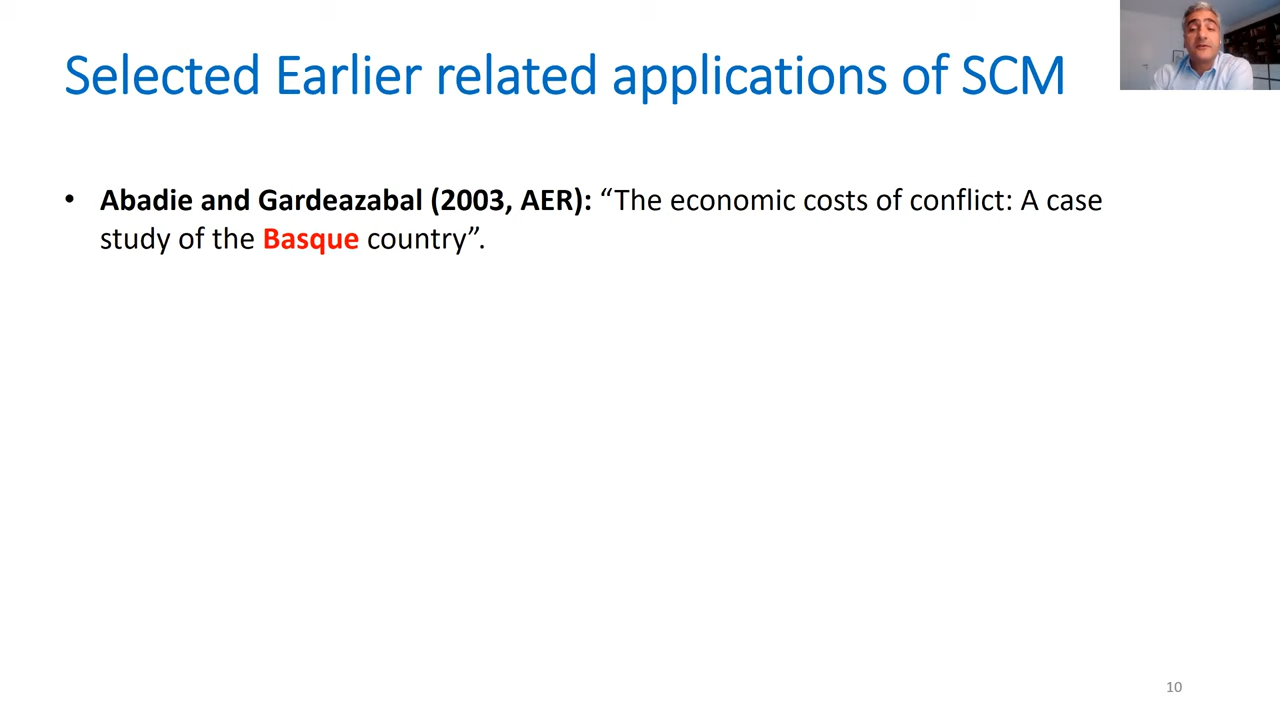 Selected Earlier related applications of SCM
• Abadie and Gardeazabal (2003, AER): “The economic costs of conflict: A case
study of the Basque country”.
10